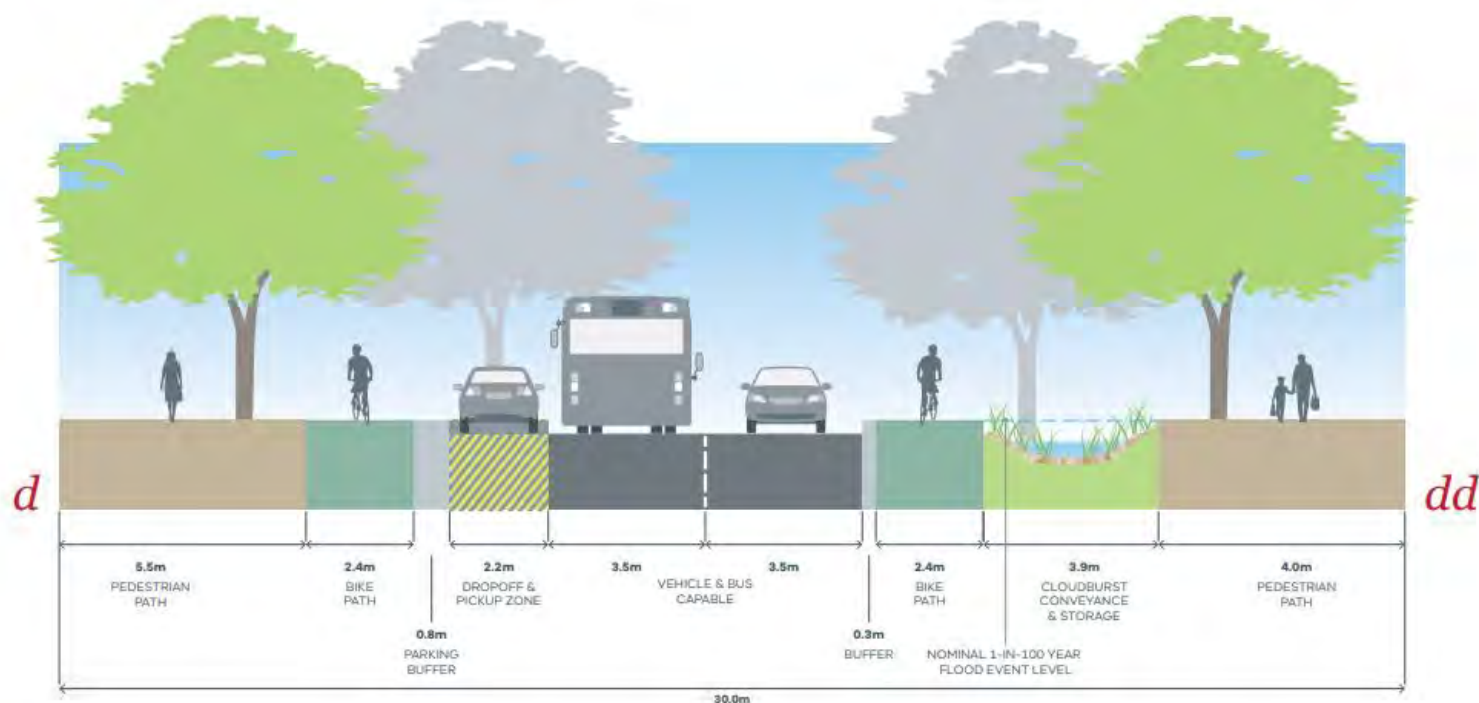 d
dd
5.5m
PEDESTRIAN
PATH
2.4m
BIKE
PATH
0.8m
PARKING
BUFFER
2.2m
DROPOFF &
PICKUP ZONE
3.5m
VEHICLE & BUS
CAPABLE
3.5m
0.3m
BUFFER
2.4m
BIKE
PATH
NOMINAL 1-IN-100 YEAR
FLOOD EVENT LEVEL
3.9m
CLOUDBURST
CONVEYANCE
& STORAGE
4.0m
PEDESTRIAN
PATH
30.0m